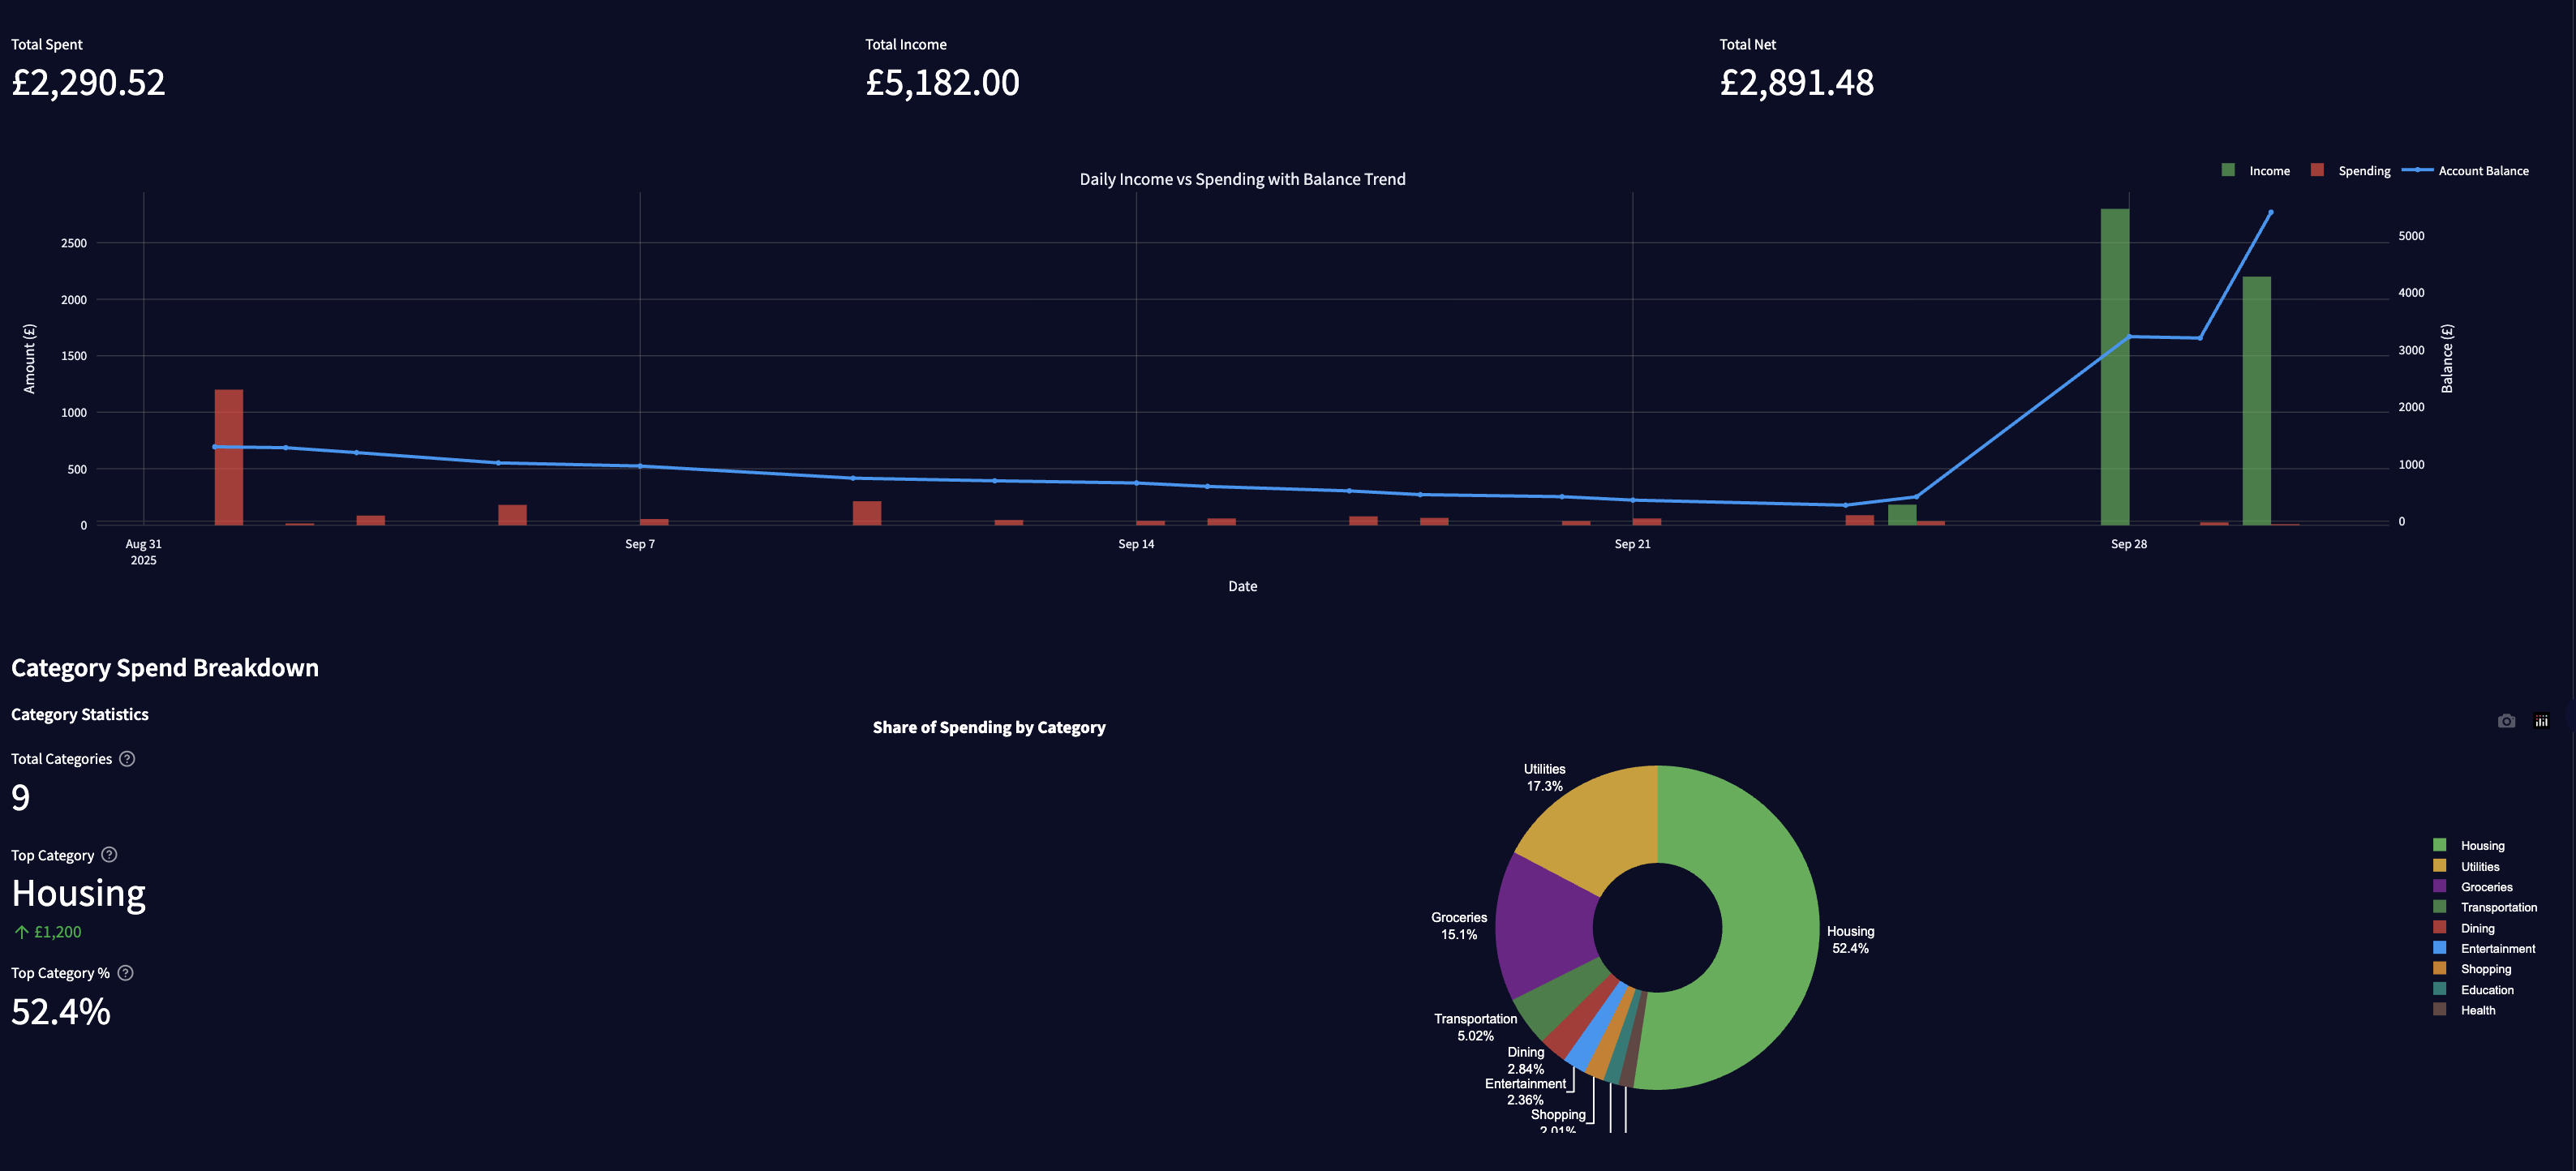 Total Spent
£2,290.52
Total Income
£5,182.00
Total Net
£2,891.48
Daily Income vs Spending with Balance Trend
Income
Spending
Account Balance
Amount (£)
2500
2000
1500
1000
500
0
Balance (£)
5000
4000
3000
2000
1000
0
Aug 31
2025
Sep 7
Sep 14
Sep 21
Sep 28
Date
Category Spend Breakdown
Category Statistics
Total Categories ?
9
Top Category ?
Housing
↑ £1,200
Top Category % ?
52.4%
Share of Spending by Category
Utilities
17.3%
Groceries
15.1%
Transportation
5.02%
Dining
2.84%
Entertainment
2.36%
Shopping
2.01%
Housing
52.4%
Housing
Utilities
Groceries
Transportation
Dining
Entertainment
Shopping
Education
Health